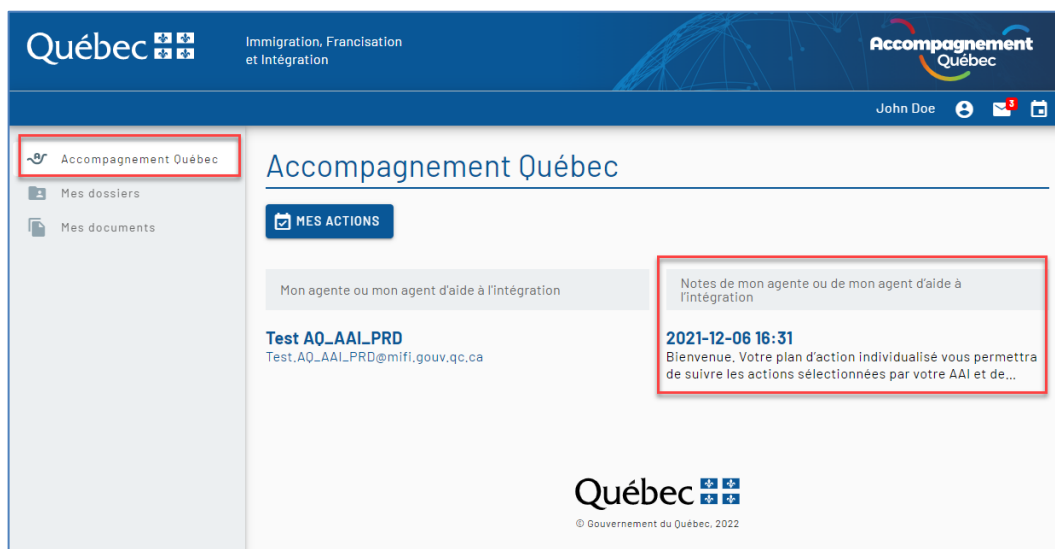 Québec
Immigration, Francisation
et Intégration
Accompagnement
Québec
John Doe
3
Accompagnement Québec
Mes dossiers
Mes documents
Accompagnement Québec
MES ACTIONS
Mon agente ou mon agent d'aide à l'intégration
Test AQ_AAI_PRD
Test.AQ_AAI_PRD@mifi.gouv.qc.ca
Notes de mon agente ou de mon agent d'aide à
l'intégration
2021-12-06 16:31
Bienvenue. Votre plan d'action individualisé vous permettra
de suivre les actions sélectionnées par votre AAI et de...
Québec
© Gouvernement du Québec, 2022